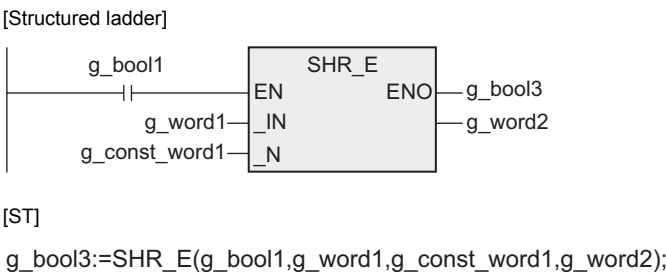 [Structured ladder]
g_bool1 SHR_E
EN ENO g_bool3
g_word1 _IN g_word2
g_const_word1 _N
[ST]
g_bool3:=SHR_E(g_bool1,g_word1,g_const_word1,g_word2);